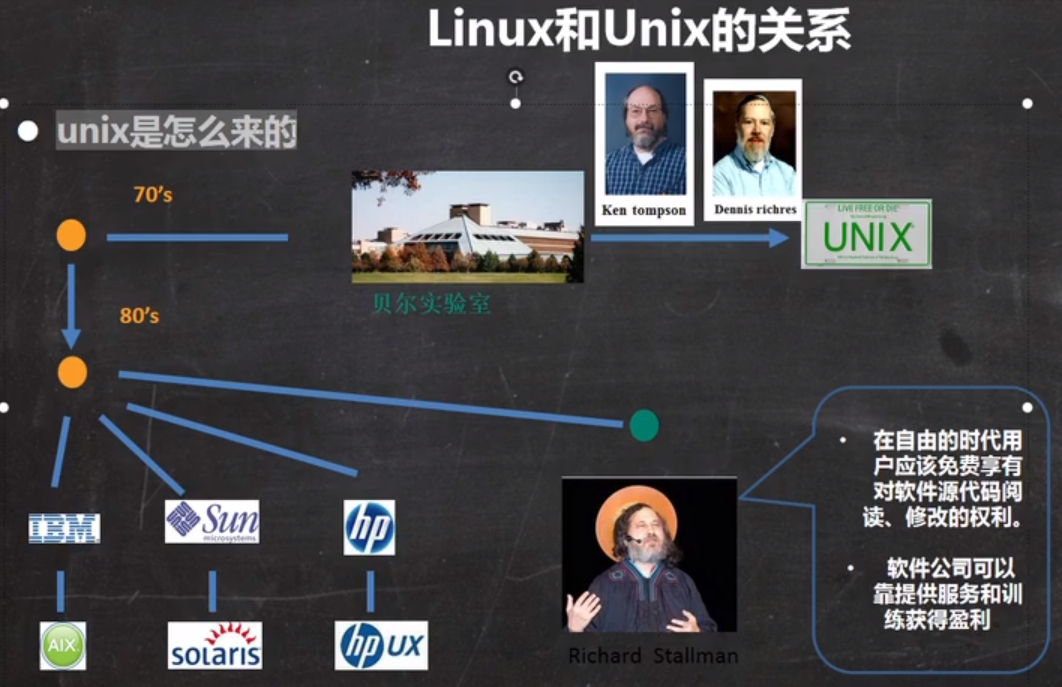 Linux和Unix的关系
unix是怎么来的
70's
Ken tompson
Dennis richres
LIVE FREE OR DIE
UNIX
贝尔实验室
80's
在自由的时代用
户应该免费享有
对软件源代码阅
读、修改的权利。
软件公司可以
靠提供服务和训
练获得盈利
IBM
Sun
microsystems
hp
AIX
solaris
hp UX
Richard Stallman